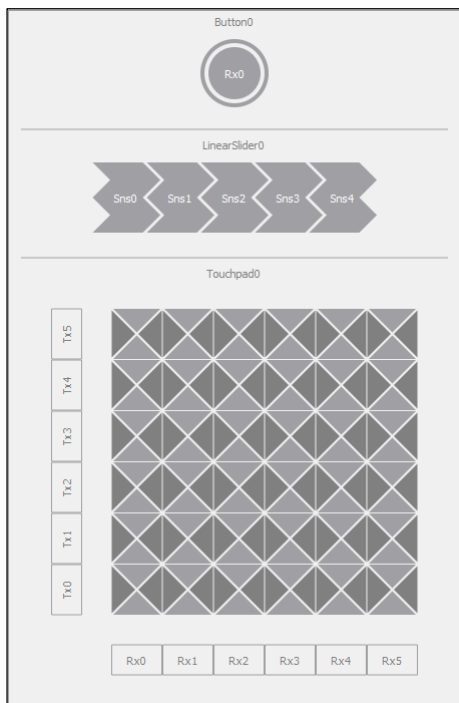 Button0
Rx0
LinearSlider0
Sns0 Sns1 Sns2 Sns3 Sns4
Touchpad0
Tx5
Tx4
Tx3
Tx2
Tx1
Tx0
Rx0 Rx1 Rx2 Rx3 Rx4 Rx5